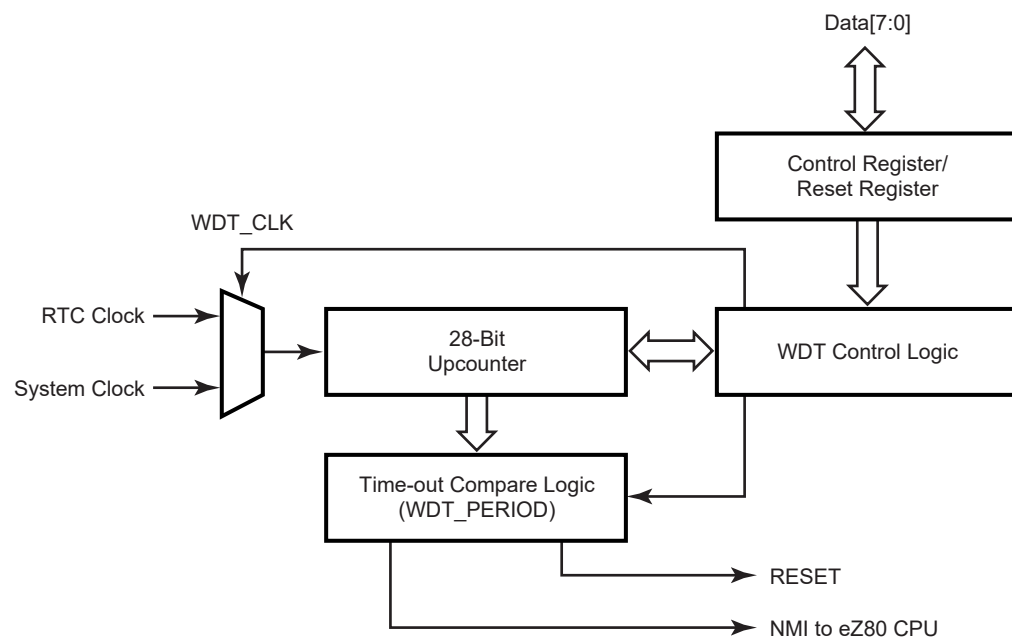 Data[7:0]
Control Register/
Reset Register
WDT_CLK
RTC Clock
System Clock
28-Bit
Upcounter
WDT Control Logic
Time-out Compare Logic
(WDT_PERIOD)
RESET
NMI to eZ80 CPU